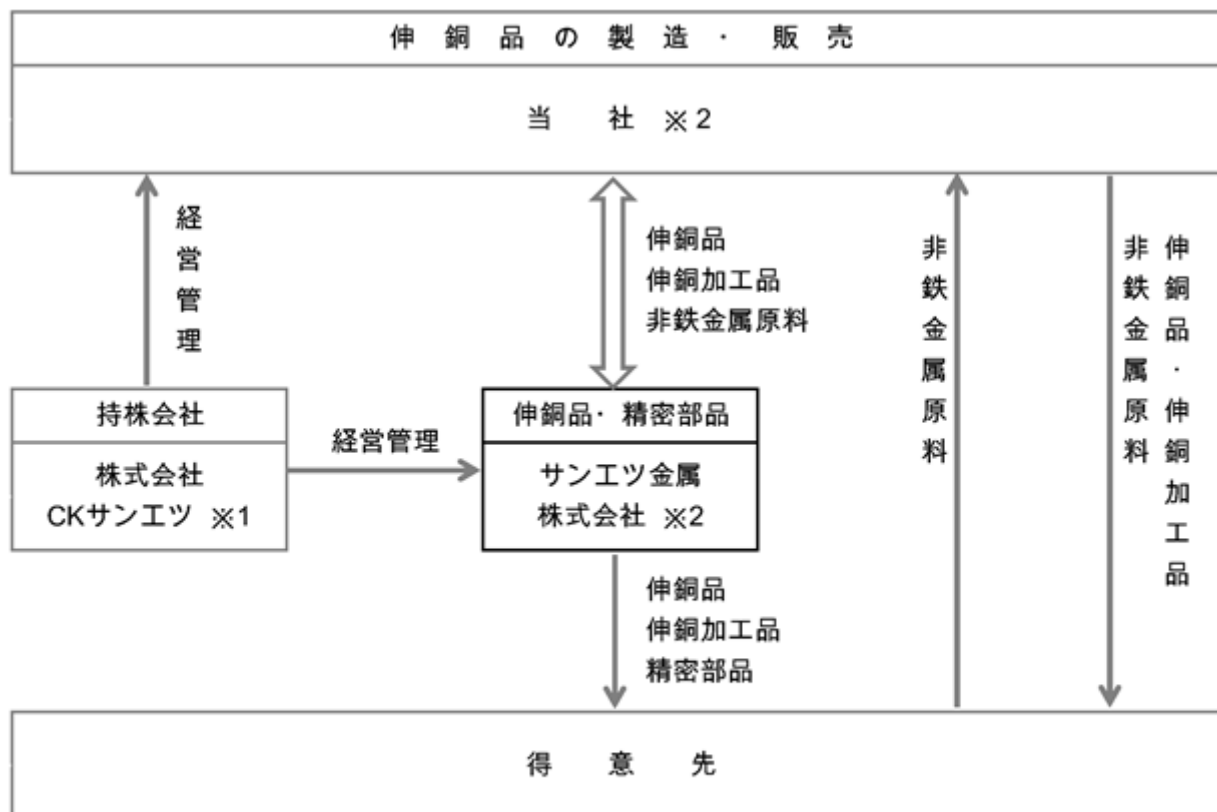 伸銅品の製造・販売
当社 ※2
経営管理
伸銅品
伸銅加工品
非鉄金属原料
非鉄金属原料
伸銅品・伸銅加工品
非鉄金属原料
持株会社
株式会社
CKサンエツ ※1
経営管理
伸銅品・精密部品
サンエツ金属
株式会社 ※2
伸銅品
伸銅加工品
精密部品
得意先